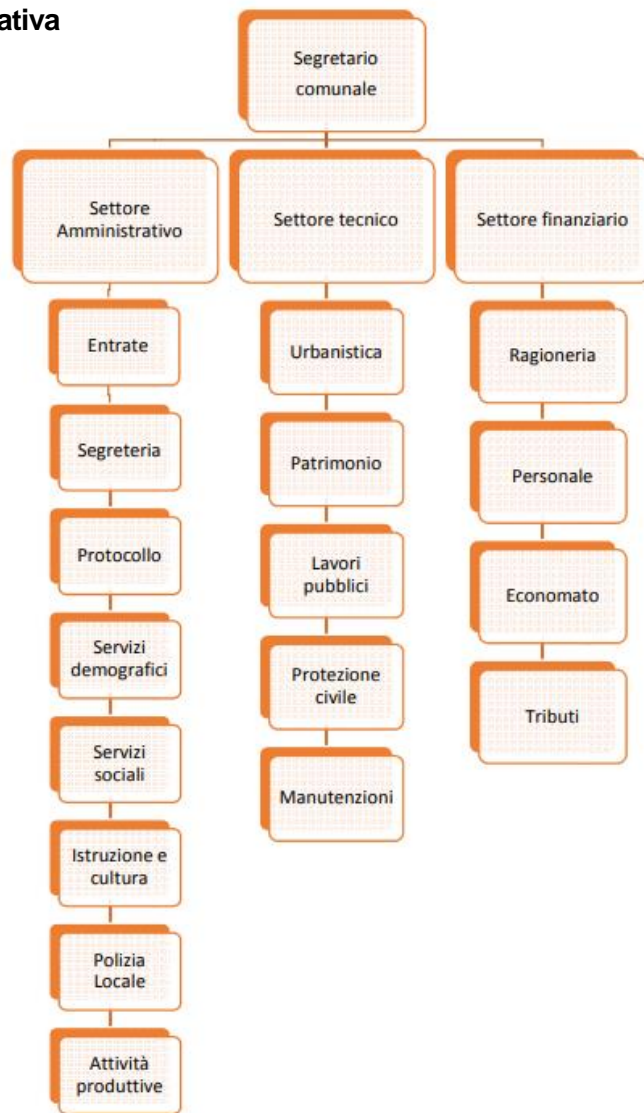 ativa
Segretario
comunale
Settore
Amministrativo
Settore tecnico
Settore finanziario
Entrate
Segreteria
Protocollo
Servizi
demografici
Servizi
sociali
Istruzione e
cultura
Polizia
Locale
Attività
produttive
Urbanistica
Patrimonio
Lavori
pubblici
Protezione
civile
Manutenzioni
Ragioneria
Personale
Economato
Tributi